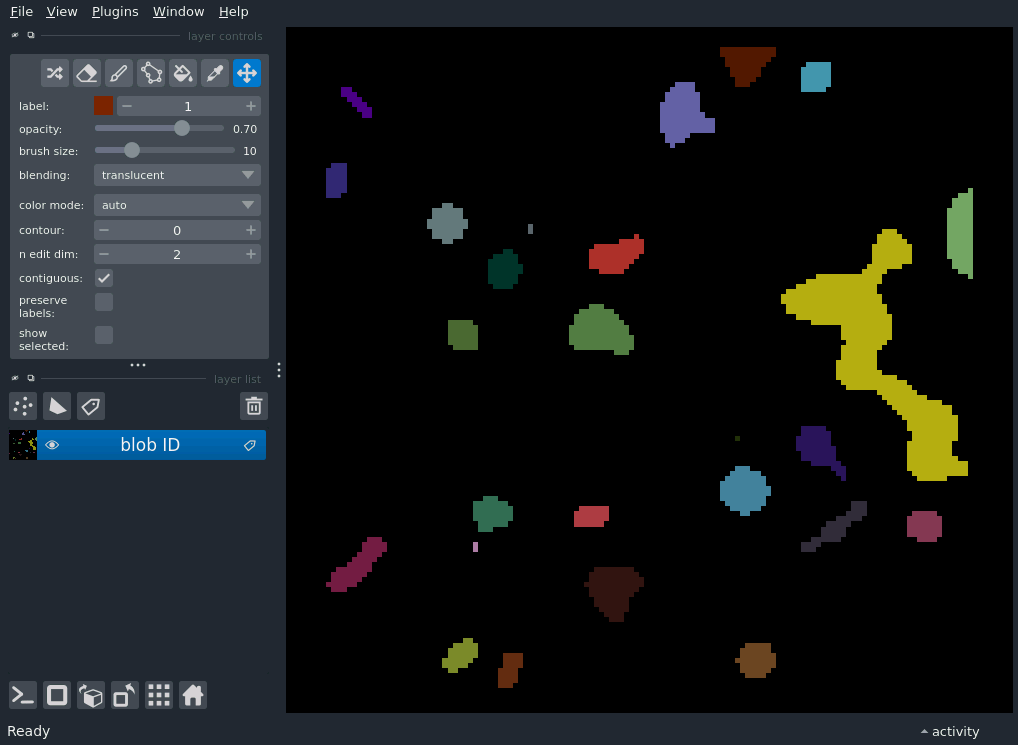 File View Plugins Window Help
layer controls
label: 1
opacity: 0.70
brush size: 10
blending: translucent
color mode: auto
contour: 0
n edit dim: 2
contiguous:
preserve
labels:
show
selected:
layer list
blob ID
Ready
activity